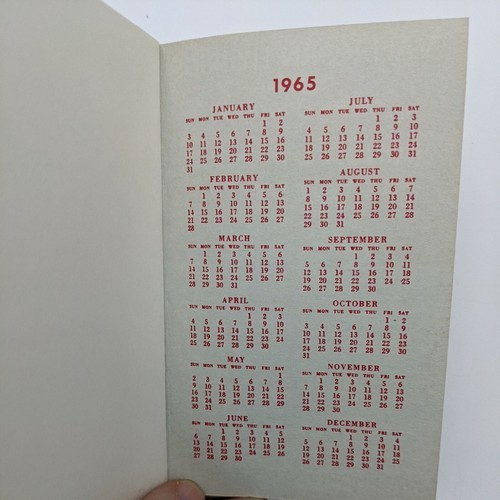 1965
JANUARY
SUN MON TUE WED THU FRI SAT
1 2
3 4 5 6 7 8 9
10 11 12 13 14 15 16
17 18 19 20 21 22 23
24 25 26 27 28 29 30
31
FEBRUARY
SUN MON TUE WED THU FRI SAT
1 2 3 4 5 6
7 8 9 10 11 12 13
14 15 16 17 18 19 20
21 22 23 24 25 26 27
28
MARCH
SUN MON TUE WED THU FRI SAT
1 2 3 4 5 6
7 8 9 10 11 12 13
14 15 16 17 18 19 20
21 22 23 24 25 26 27
28 29 30 31
APRIL
SUN MON TUE WED THU FRI SAT
1 2 3
4 5 6 7 8 9 10
11 12 13 14 15 16 17
18 19 20 21 22 23 24
25 26 27 28 29 30
MAY
SUN MON TUE WED THU FRI SAT
1
2 3 4 5 6 7 8
9 10 11 12 13 14 15
16 17 18 19 20 21 22
23 24 25 26 27 28 29
30 31
JUNE
SUN MON TUE WED THU FRI SAT
1 2 3 4 5
6 7 8 9 10 11 12
13 14 15 16 17 18 19
20 21 22 23 24 25 26
27 28 29 30
JULY
SUN MON TUE WED THU FRI SAT
1 2 3
4 5 6 7 8 9 10
11 12 13 14 15 16 17
18 19 20 21 22 23 24
25 26 27 28 29 30 31
AUGUST
SUN MON TUE WED THU FRI SAT
1 2 3 4 5 6 7
8 9 10 11 12 13 14
15 16 17 18 19 20 21
22 23 24 25 26 27 28
29 30 31
SEPTEMBER
SUN MON TUE WED THU FRI SAT
1 2 3 4
5 6 7 8 9 10 11
12 13 14 15 16 17 18
19 20 21 22 23 24 25
26 27 28 29 30
OCTOBER
SUN MON TUE WED THU FRI SAT
1 2
3 4 5 6 7 8 9
10 11 12 13 14 15 16
17 18 19 20 21 22 23
24 25 26 27 28 29 30
31
NOVEMBER
SUN MON TUE WED THU FRI SAT
1 2 3 4 5 6
7 8 9 10 11 12 13
14 15 16 17 18 19 20
21 22 23 24 25 26 27
28 29 30
DECEMBER
SUN MON TUE WED THU FRI SAT
1 2 3 4
5 6 7 8 9 10 11
12 13 14 15 16 17 18
19 20 21 22 23 24 25
26 27 28 29 30 31